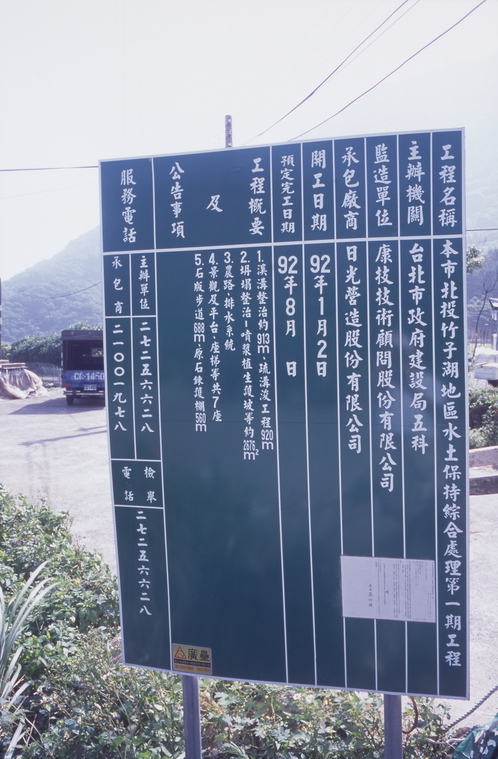 工程名稱
本市北投竹子湖地區水土保持綜合處理第一期工程
主辦機關
台北市政府建設局五科
監造單位
康技技術顧問股份有限公司
承包廠商
日光營造股份有限公司
開工日期
92年1月2日
預定完工日期
92年8月 日
工程概要
及
公告事項
1. 溪溝整治約913m、疏溝浚工程920m
2. 坍塌整治-噴漿植生護坡等約2676㎡
3. 農路、排水系統
4. 景觀及平台、座椅等共7座
5. 石版步道688m、原石砌護欄560m
服務電話
主辦單位
二七二五六六二八
承包商
二一〇〇一九七八
檢舉
電話
二七二五六六二八
廣壘